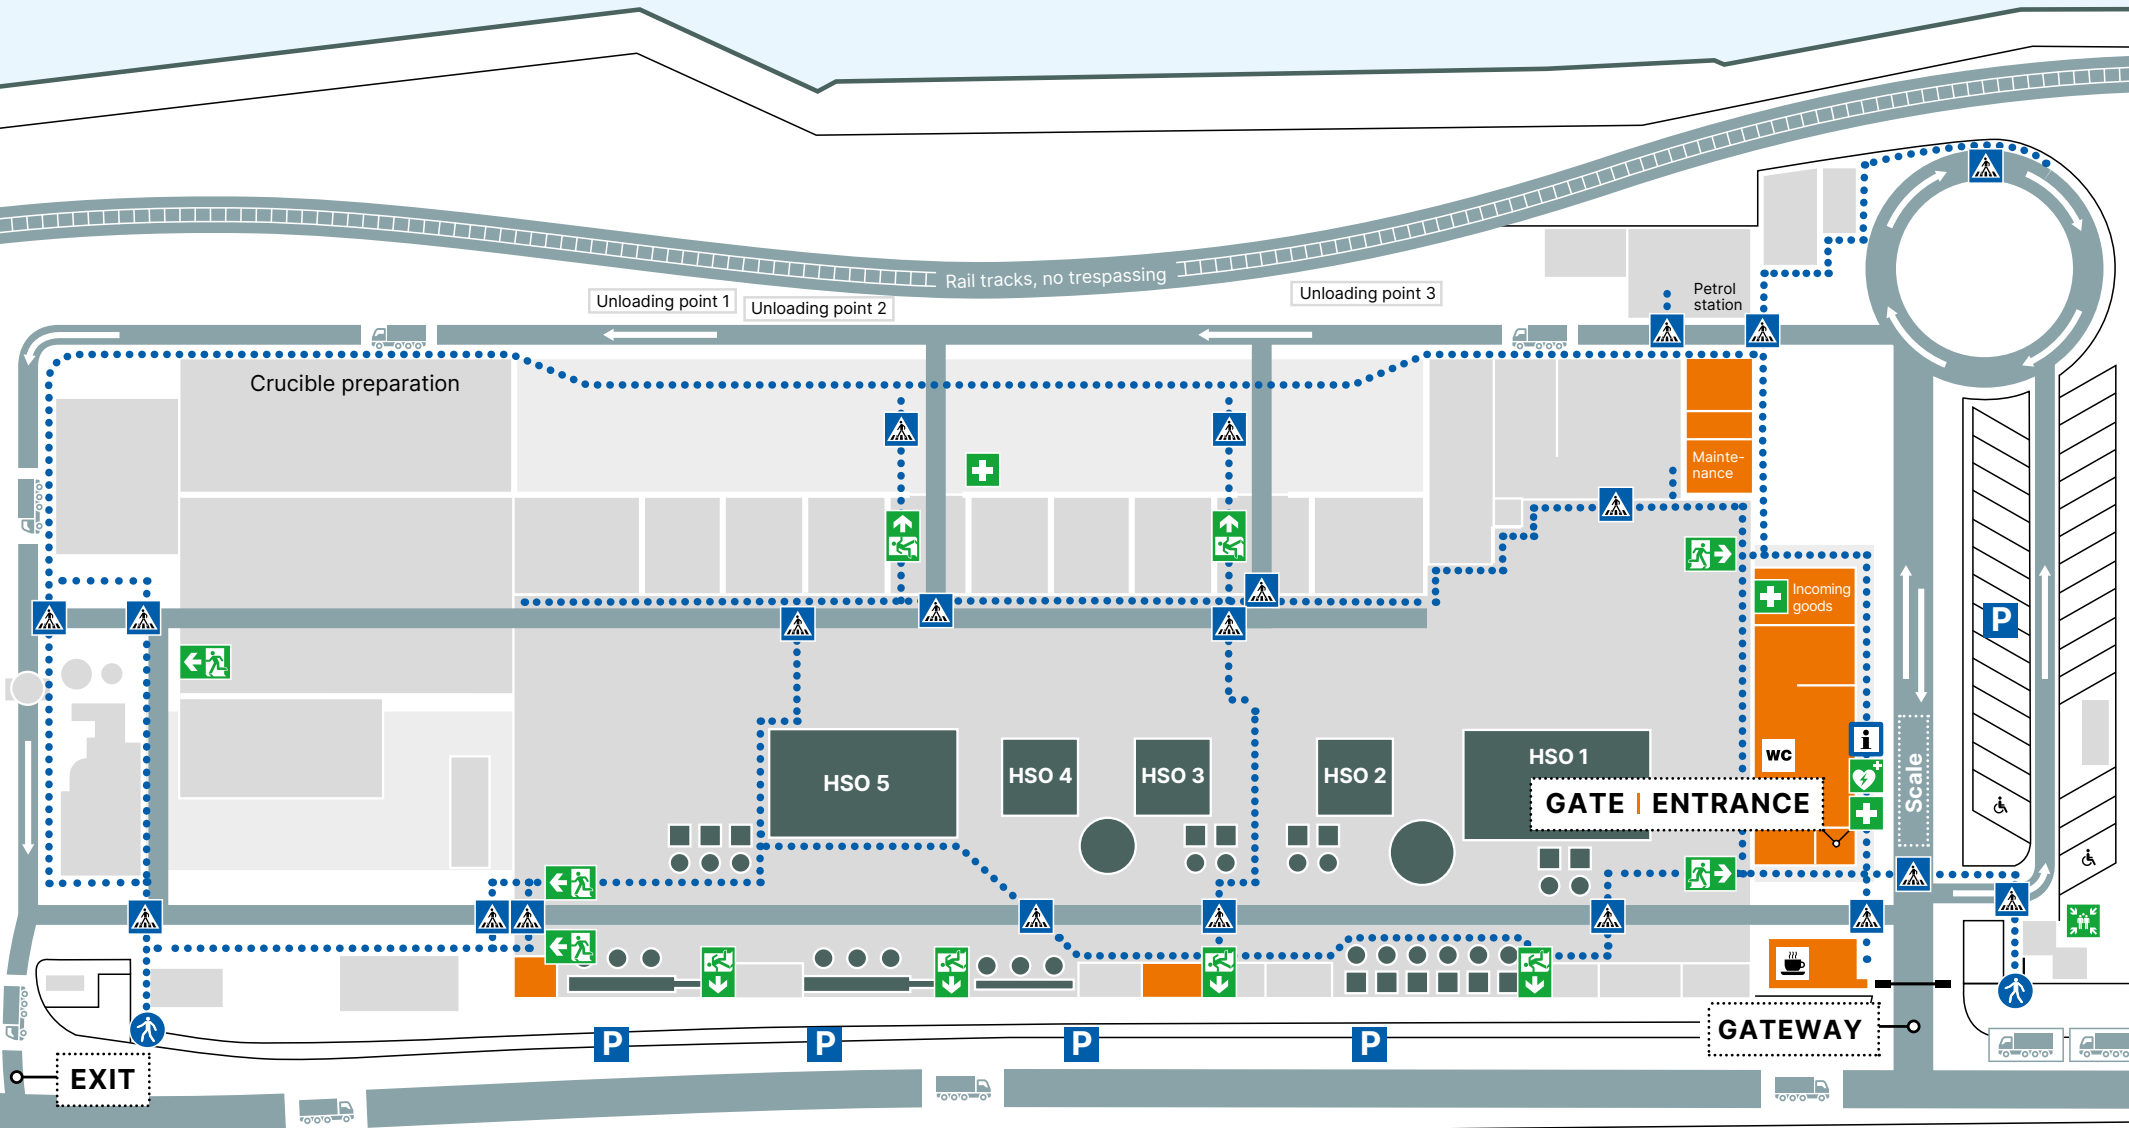 Rail tracks, no trespassing
Unloading point 1
Unloading point 2
Unloading point 3
Petrol
station
Crucible preparation
Mainte-
nance
Incoming
goods
P
WC
i
Scale
HSO 5
HSO 4
HSO 3
HSO 2
HSO 1
GATE | ENTRANCE
GATEWAY
P
P
P
P
EXIT